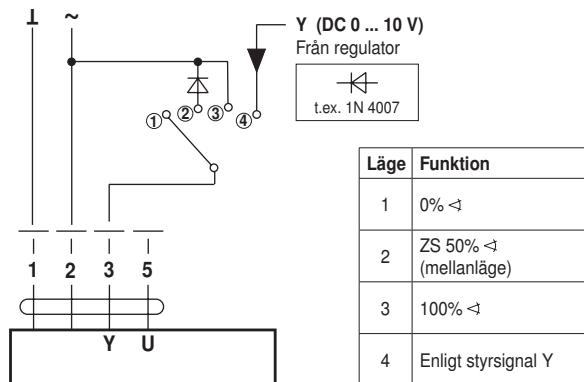 ⊥ ~
Y (DC 0 ... 10 V)
Från regulator
t.ex. 1N 4007
① ② ③ ④
Läge Funktion
1 0% ∢
2 ZS 50% ∢
(mellanläge)
3 100% ∢
4 Enligt styrsignal Y
1 2 3 5
Y U